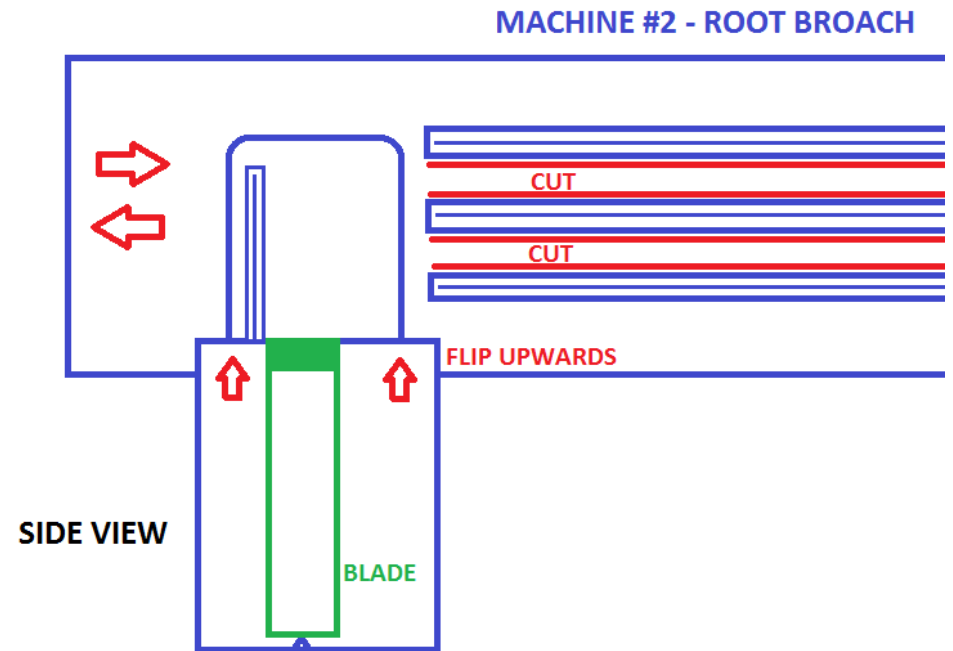 MACHINE #2 - ROOT BROACH
CUT
CUT
FLIP UPWARDS
SIDE VIEW
BLADE